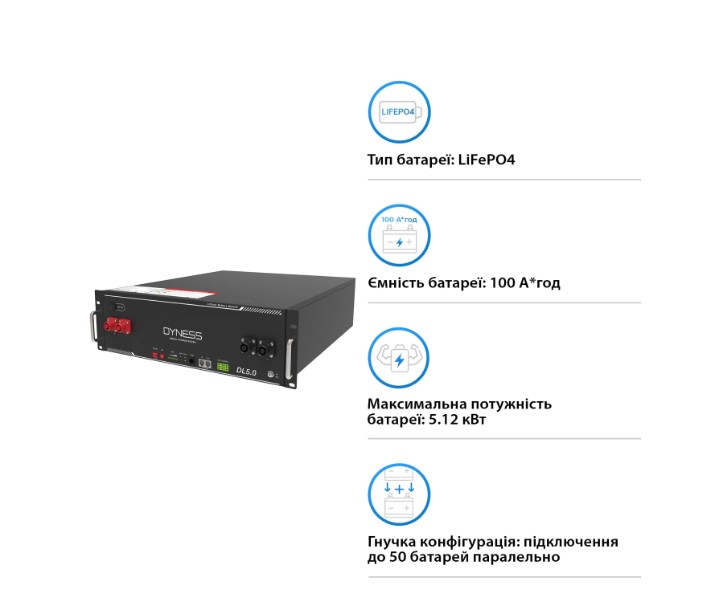 LIFEPO4
Тип батареї: LiFePO4
100 А*год
Ємність батареї: 100 А*год
Максимальна потужність
батареї: 5.12 кВт
DYNESS
DL5.0
Гнучка конфігурація: підключення
до 50 батарей паралельно